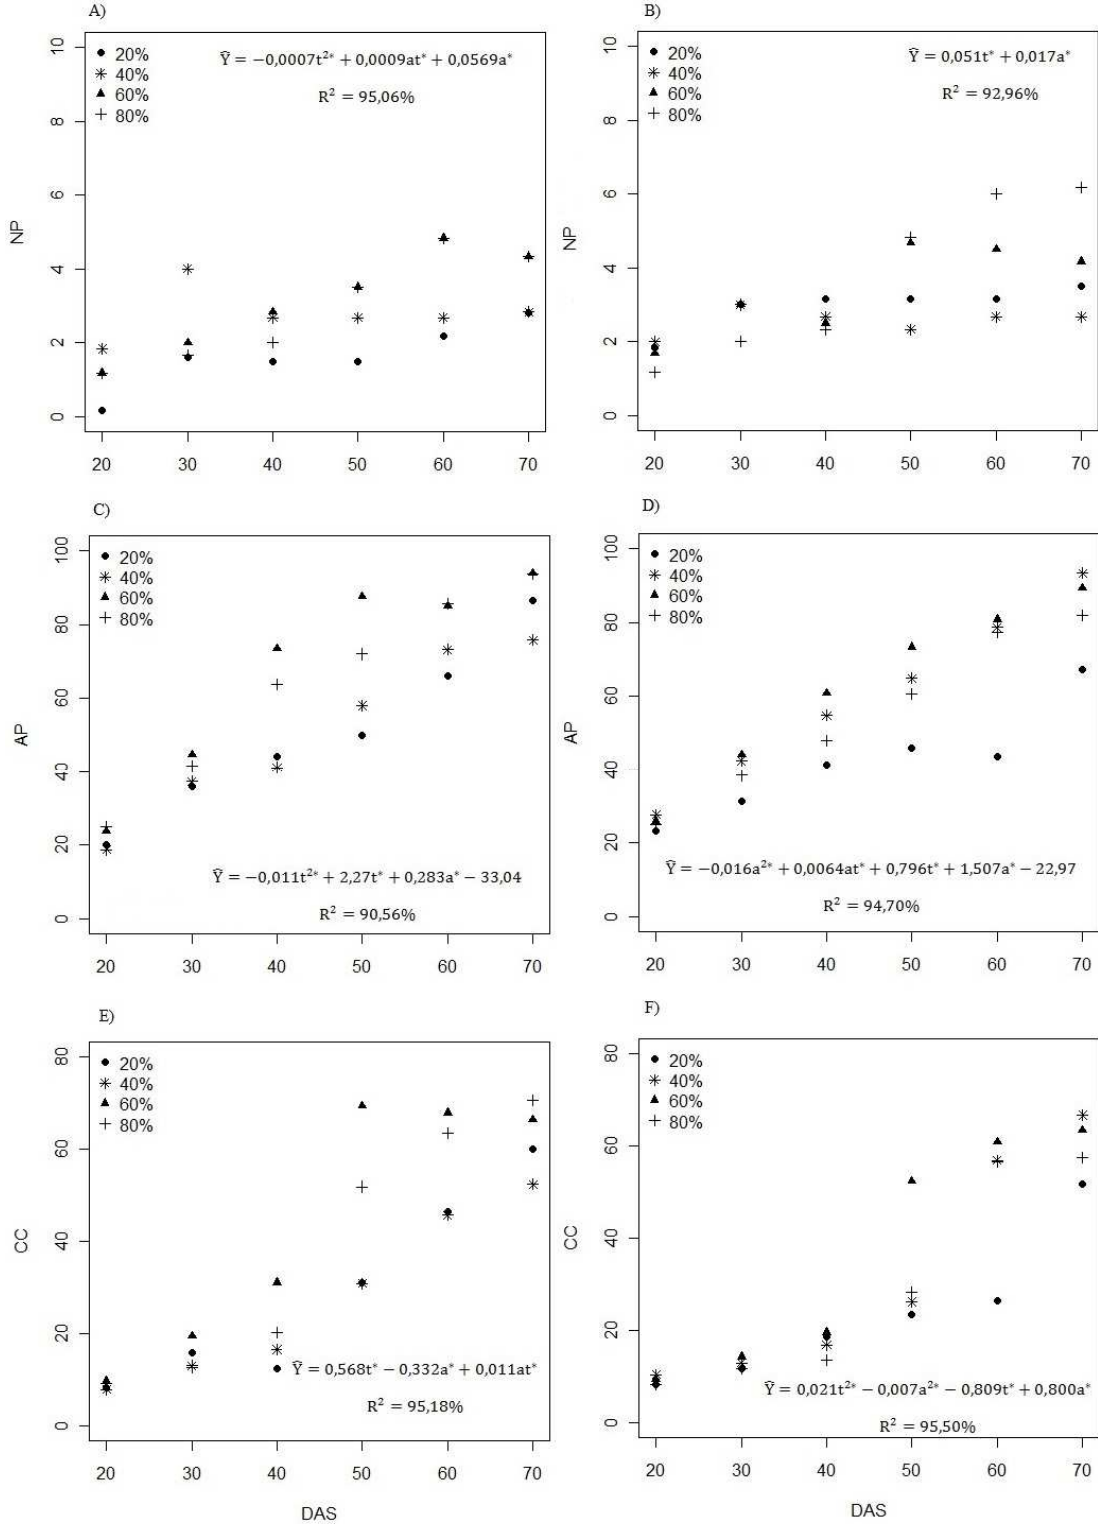 A)
20%
40%
60%
80%
Ŷ = −0,0007t²* + 0,0009at* + 0,0569a*
R² = 95,06%
NP
10
8
6
4
2
0
20 30 40 50 60 70
B)
20%
40%
60%
80%
Ŷ = 0,051t* + 0,017a*
R² = 92,96%
NP
10
8
6
4
2
0
20 30 40 50 60 70
C)
20%
40%
60%
80%
Ŷ = −0,011t²* + 2,27t* + 0,283a* − 33,04
R² = 90,56%
AP
100
80
60
40
20
0
20 30 40 50 60 70
D)
20%
40%
60%
80%
Ŷ = −0,016a²* + 0,0064at* + 0,796t* + 1,507a* − 22,97
R² = 94,70%
AP
100
80
60
40
20
0
20 30 40 50 60 70
E)
20%
40%
60%
80%
Ŷ = 0,568t* − 0,332a* + 0,011at*
R² = 95,18%
CC
80
60
40
20
0
20 30 40 50 60 70
DAS
F)
20%
40%
60%
80%
Ŷ = 0,021t²* − 0,007a²* − 0,809t* + 0,800a*
R² = 95,50%
CC
80
60
40
20
0
20 30 40 50 60 70
DAS